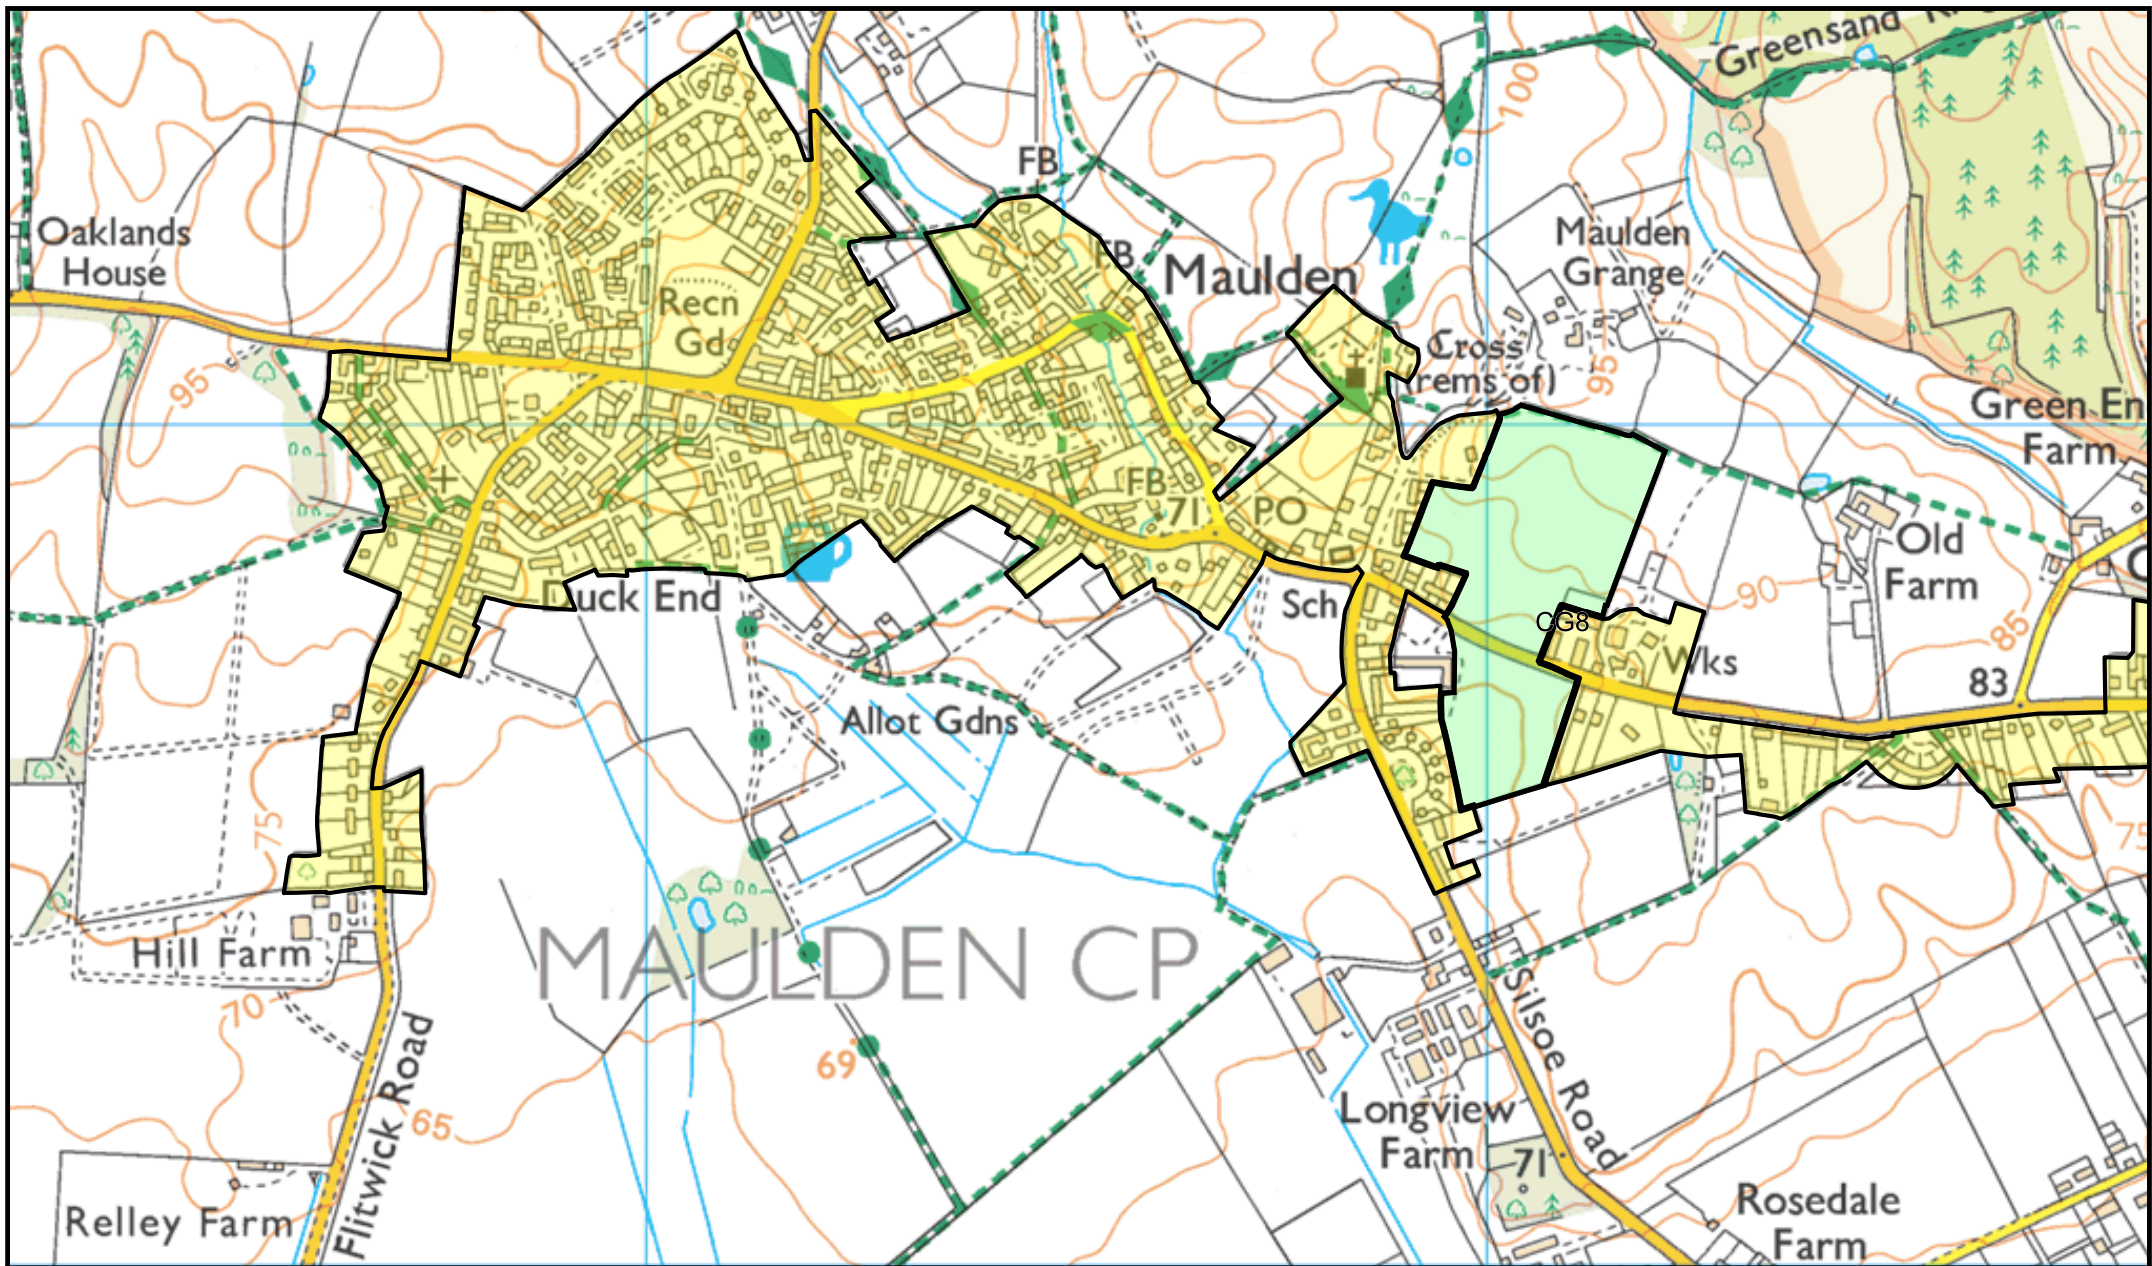 Greensand
100
FB
Oaklands
House
Maulden
Grange
FB
Maulden
Recn
Gd
Cross
(rems of)
95
95
Green En
Farm
FB
71
PO
Old
Farm
Duck End
Sch
CG8
90
85
Wks
83
Allot Gdns
75
75
Hill Farm
MAULDEN CP
70
Silsoe Road
69
Flitwick Road
65
Longview
Farm
71
Relley Farm
Rosedale
Farm